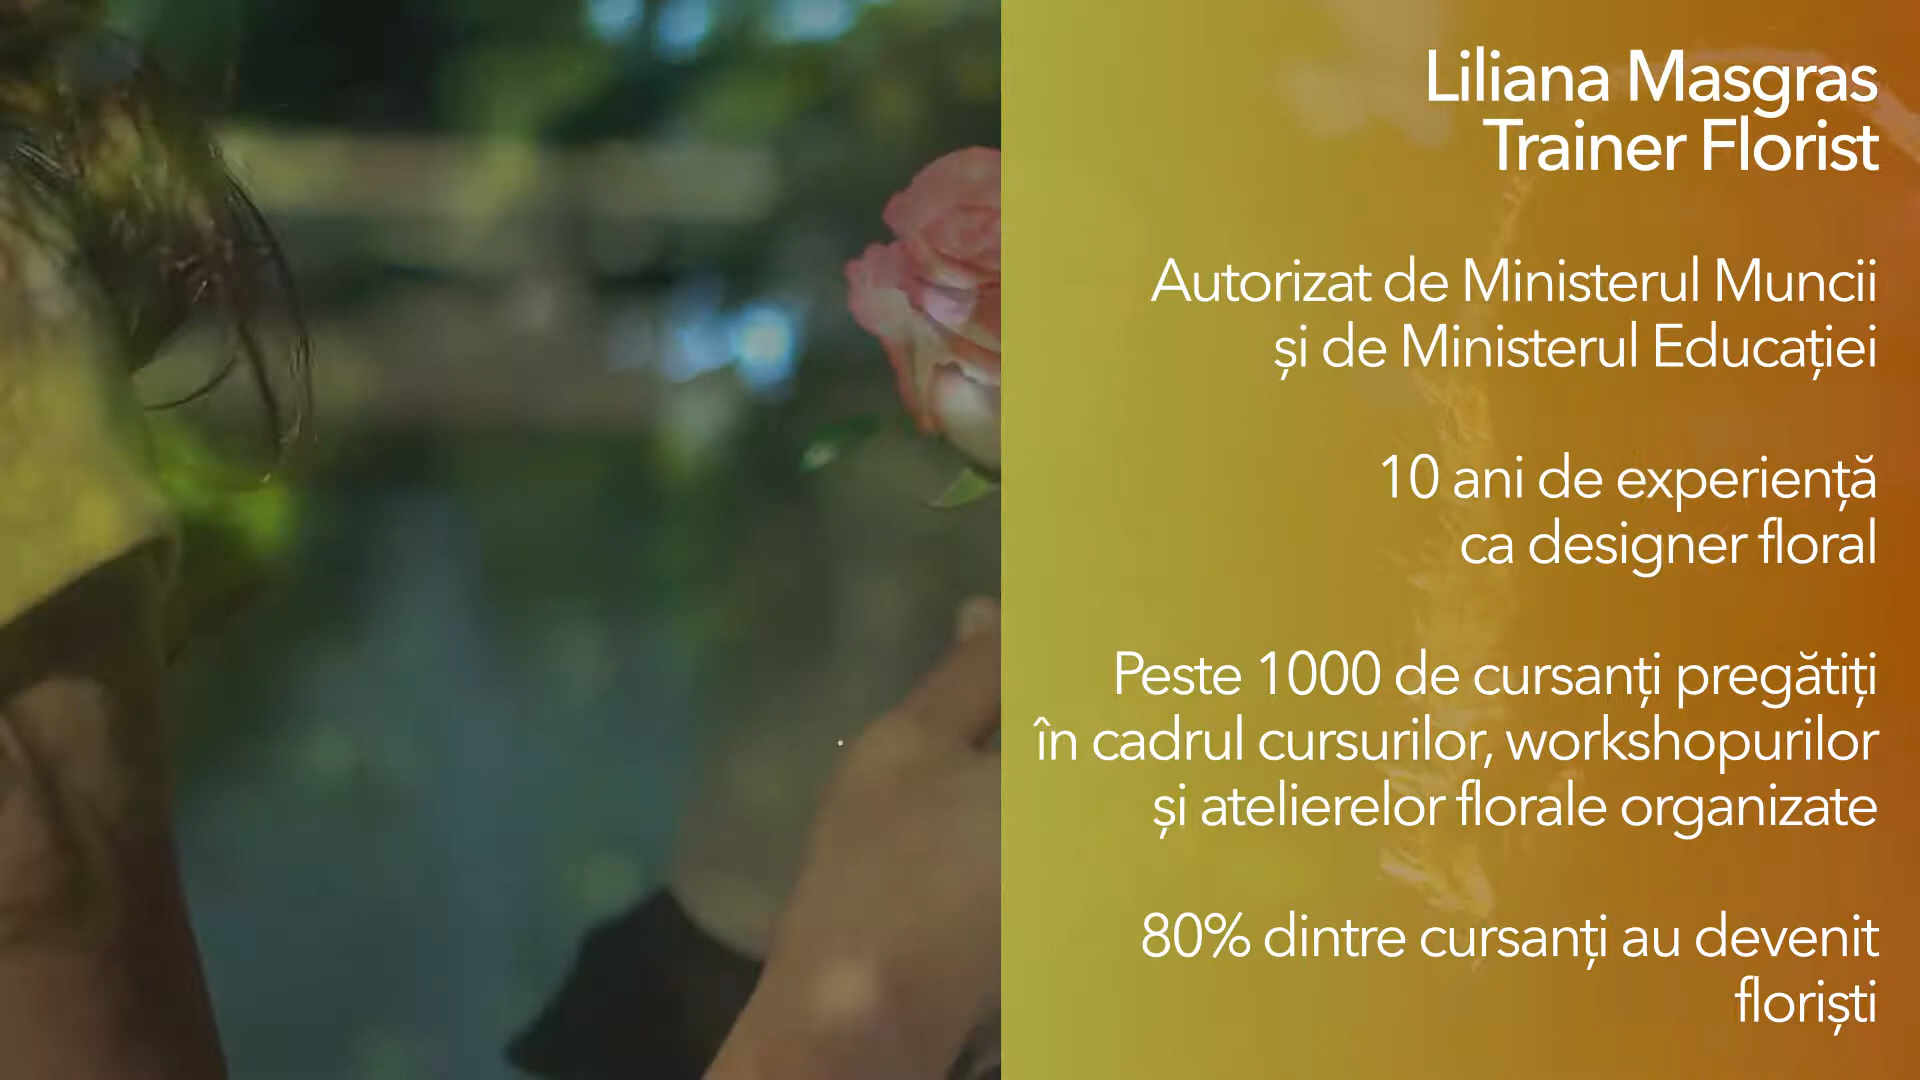 Liliana Masgras
Trainer Florist
Autorizat de Ministerul Muncii
și de Ministerul Educației
10 ani de experiență
ca designer floral
Peste 1000 de cursanți pregătiți
în cadrul cursurilor, workshopurilor
și atelierelor florale organizate
80% dintre cursanți au devenit
floriști